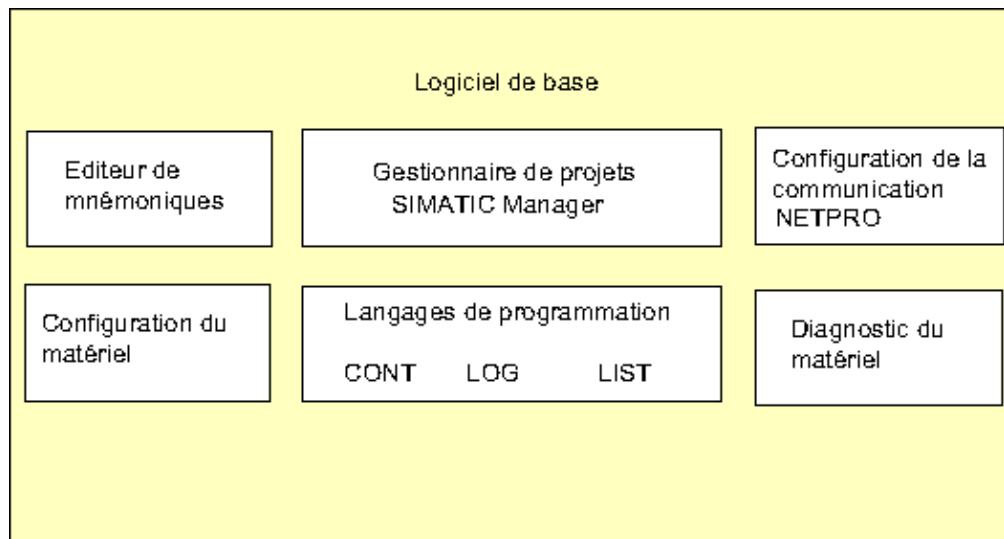 Logiciel de base
Editeur de
mnémoniques
Gestionnaire de projets
SIMATIC Manager
Configuration de la
communication
NETPRO
Configuration du
matériel
Langages de programmation
CONT LOG LIST
Diagnostic du
matériel